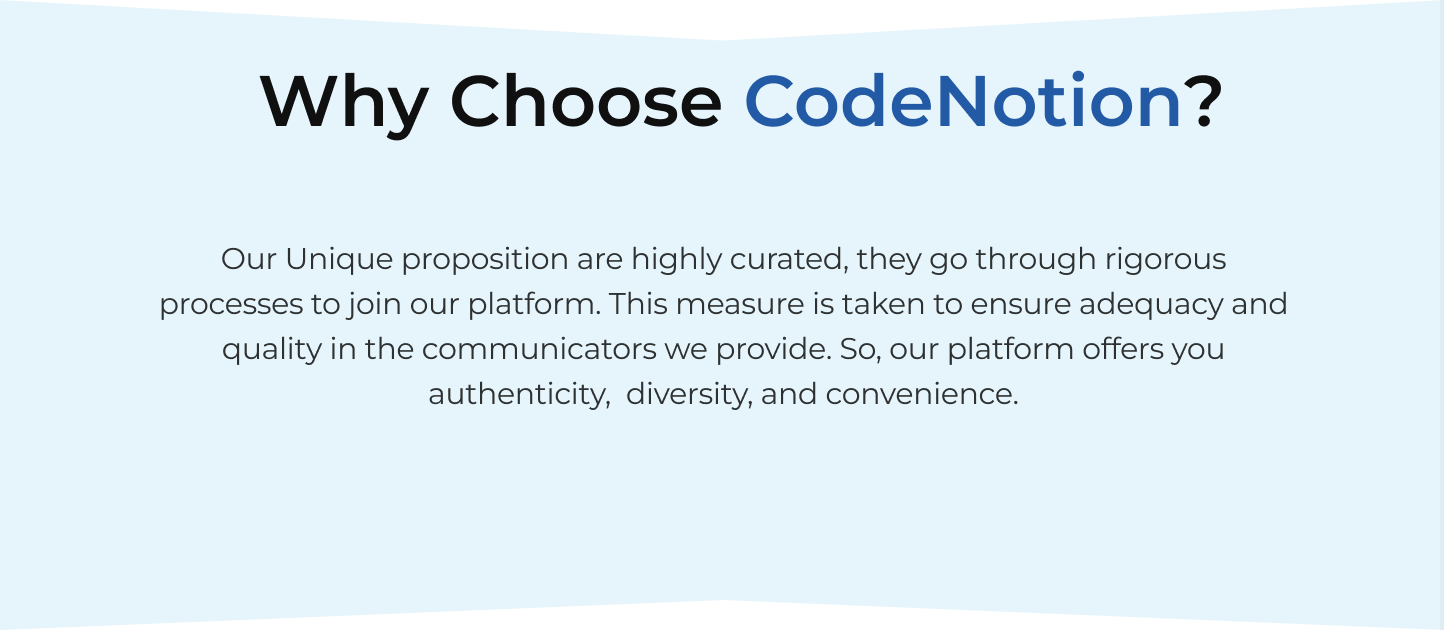 Why Choose CodeNotion?
Our Unique proposition are highly curated, they go through rigorous
processes to join our platform. This measure is taken to ensure adequacy and
quality in the communicators we provide. So, our platform offers you
authenticity,  diversity, and convenience.